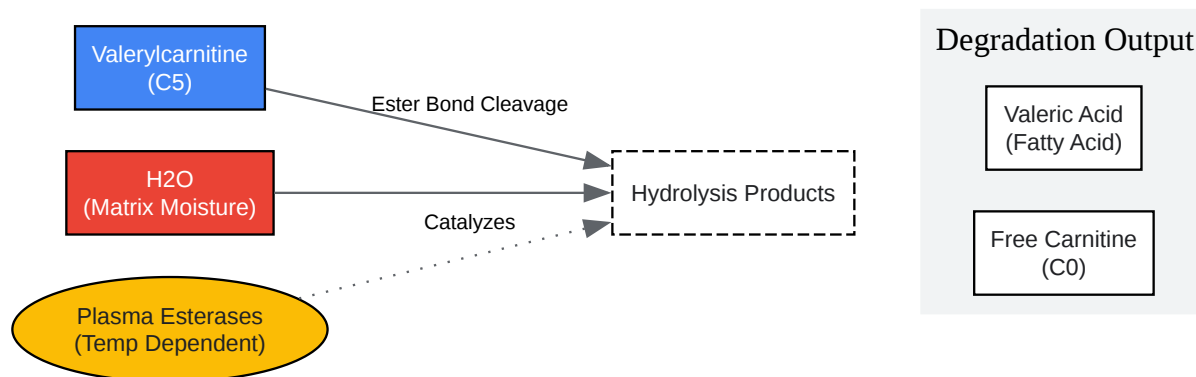 Valerylcarnitine
(C5)
Ester Bond Cleavage
H2O
(Matrix Moisture)
Catalyzes
Plasma Esterases
(Temp Dependent)
Hydrolysis Products
Degradation Output
Valeric Acid
(Fatty Acid)
Free Carnitine
(C0)